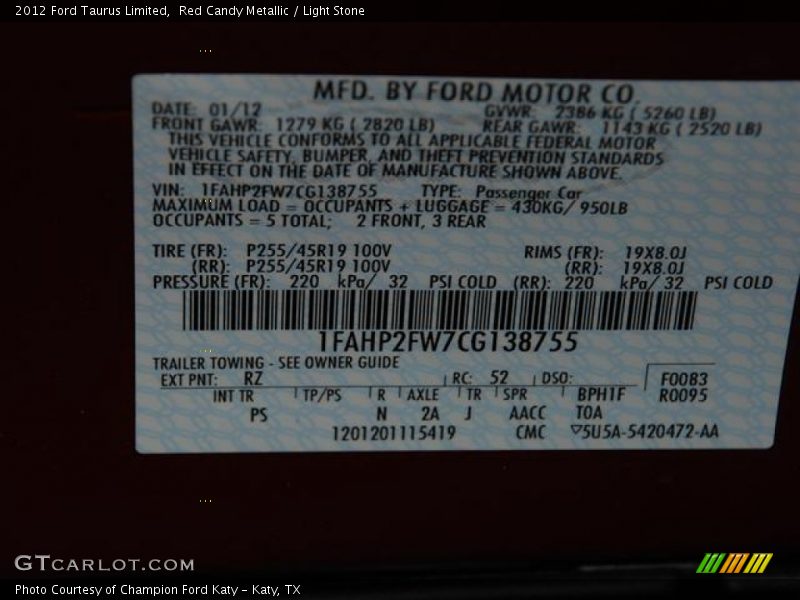 2012 Ford Taurus Limited,  Red Candy Metallic / Light Stone
MFD. BY FORD MOTOR CO.
DATE: 01/12 GVWR: 2386 KG ( 5260 LB)
FRONT GAWR: 1279 KG ( 2820 LB) REAR GAWR: 1143 KG ( 2520 LB)
THIS VEHICLE CONFORMS TO ALL APPLICABLE FEDERAL MOTOR
VEHICLE SAFETY, BUMPER, AND THEFT PREVENTION STANDARDS
IN EFFECT ON THE DATE OF MANUFACTURE SHOWN ABOVE.
VIN: 1FAHP2FW7CG138755 TYPE: Passenger Car
MAXIMUM LOAD = OCCUPANTS + LUGGAGE = 430KG/ 950LB
OCCUPANTS = 5 TOTAL; 2 FRONT, 3 REAR
TIRE (FR): P255/45R19 100V RIMS (FR): 19X8.0J
(RR): P255/45R19 100V (RR): 19X8.0J
PRESSURE (FR): 220 kPa/ 32 PSI COLD (RR): 220 kPa/ 32 PSI COLD
1FAHP2FW7CG138755
TRAILER TOWING - SEE OWNER GUIDE
EXT PNT: RZ RC: 52 DSO: F0083
INT TR TP/PS R AXLE TR SPR BPH1F R0095
PS N 2A J AACC TOA
1201201115419 CMC ▽5U5A-5420472-AA
GTCARLOT.COM
Photo Courtesy of Champion Ford Katy – Katy, TX